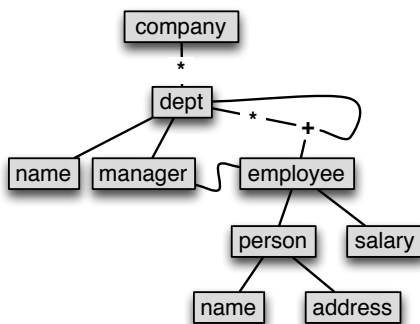 company
*
dept
* +
name manager employee
person salary
name address